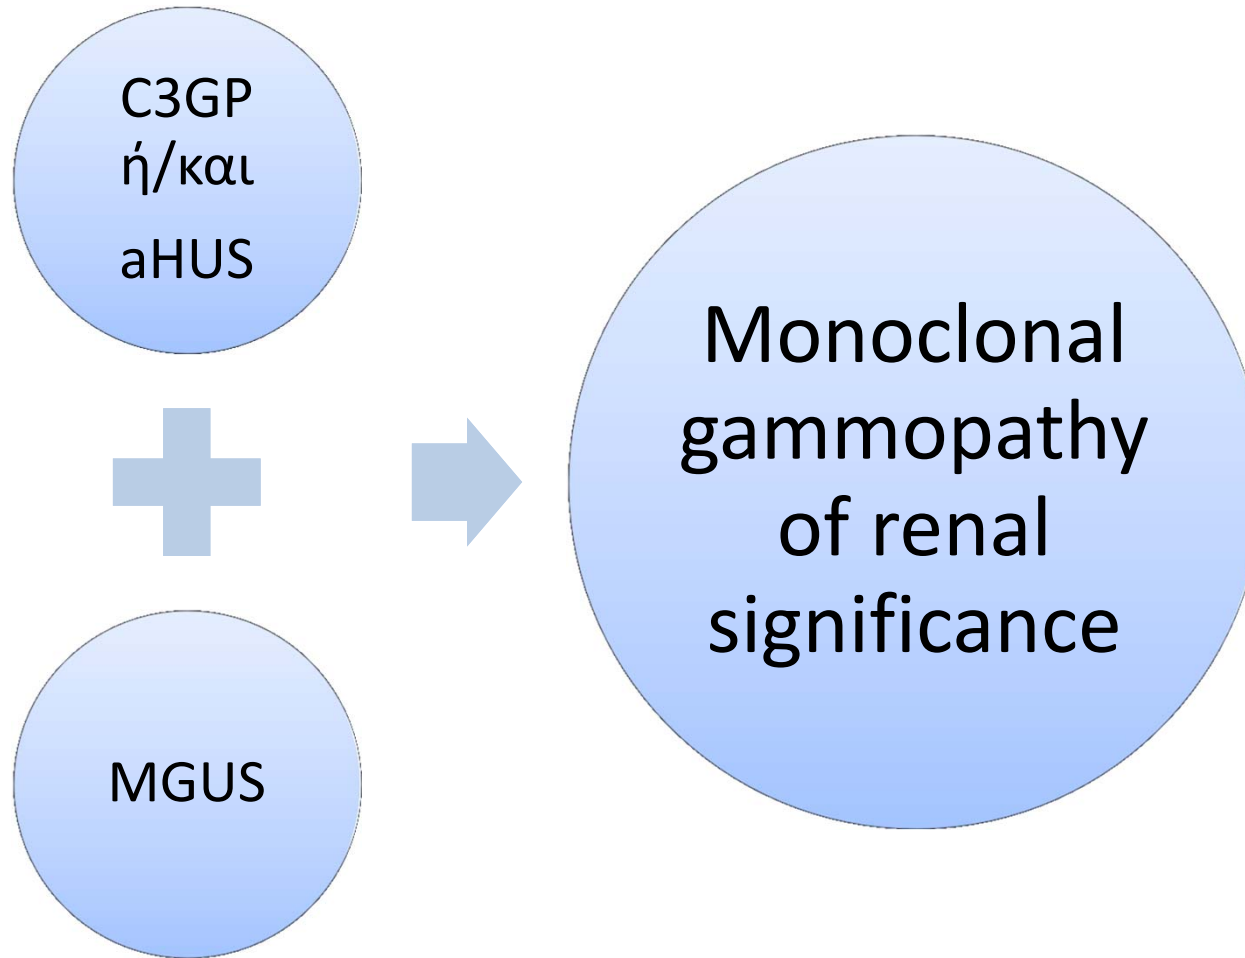 C3GP
ή/και
aHUS
MGUS
Monoclonal
gammopathy
of renal
significance